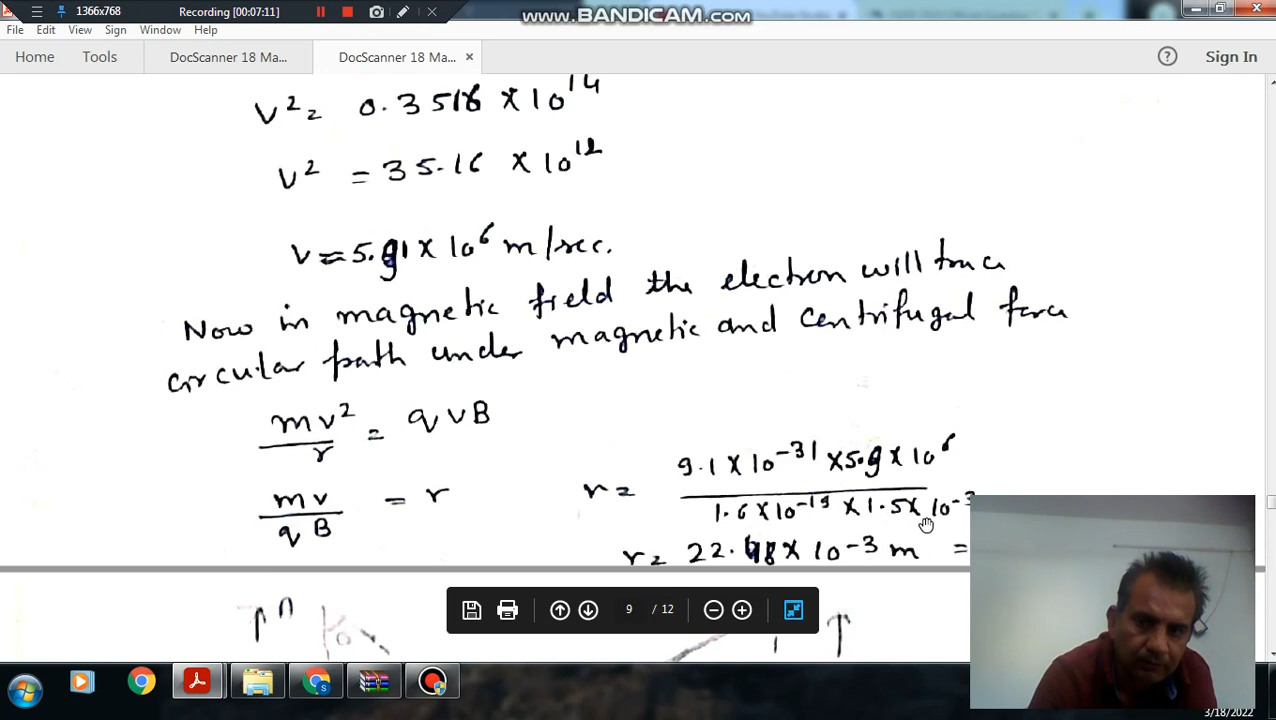 1366x768 Recording [00:07:11]
www.BANDICAM.com
File Edit View Sign Window Help
Home Tools DocScanner 18 Ma... DocScanner 18 Ma... × ? Sign In
v² = 0.3516 × 10¹⁴
v² = 35.16 × 10¹²
v = 5.91 × 10⁶ m/sec.
Now in magnetic field the electron will trace
circular path under magnetic and centrifugal force
mv²/r = qvB
mv/qB = r
r = 9.1 × 10⁻³¹ × 5.9 × 10⁶ / 1.6 × 10⁻¹⁹ × 1.5 × 10⁻³
r = 22.48 × 10⁻³ m =
9 / 12
3/18/2022